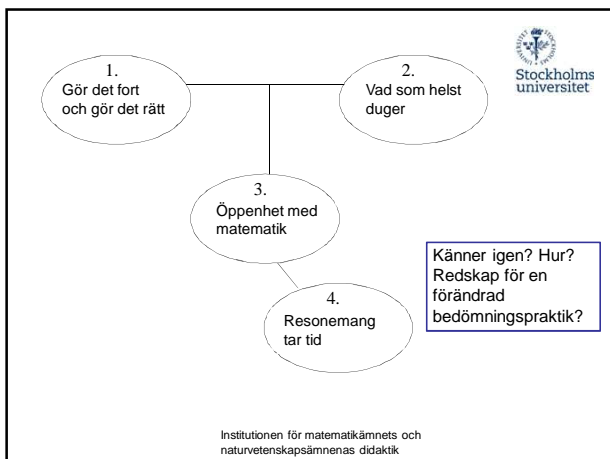 1.
Gör det fort
och gör det rätt
2.
Vad som helst
duger
Stockholms
universitet
3.
Öppenhet med
matematik
4.
Resonemang
tar tid
Känner igen? Hur?
Redskap för en
förändrad
bedömningspraktik?
Institutionen för matematikämnets och
naturvetenskapsämnenas didaktik